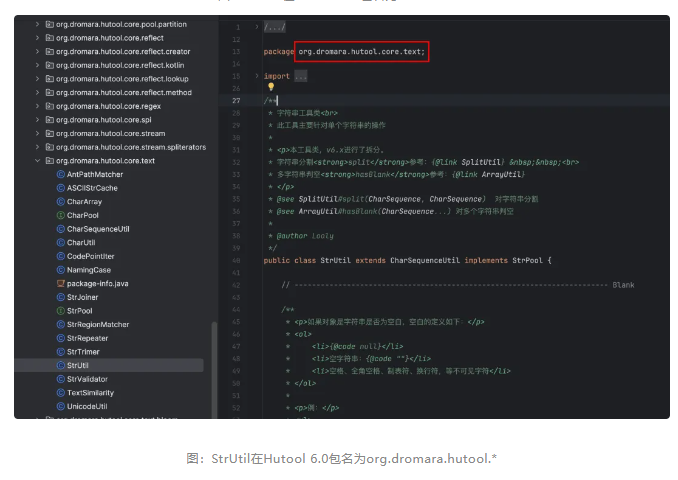 org.dromara.hutool.core.pool.partition
org.dromara.hutool.core.reflect
org.dromara.hutool.core.reflect.creator
org.dromara.hutool.core.reflect.kotlin
org.dromara.hutool.core.reflect.lookup
org.dromara.hutool.core.reflect.method
org.dromara.hutool.core.regex
org.dromara.hutool.core.spi
org.dromara.hutool.core.stream
org.dromara.hutool.core.stream.spliterators
org.dromara.hutool.core.text
AntPathMatcher
ASCIIStrCache
CharArray
CharPool
CharSequenceUtil
CharUtil
CodePointIter
NamingCase
package-info.java
StrJoiner
StrPool
StrRegionMatcher
StrRepeater
StrTrimer
StrUtil
StrValidator
TextSimilarity
UnicodeUtil
1 /.../
12
13 package org.dromara.hutool.core.text;
14
15 import ...
26
27 /**
28 * 字符串工具类<br>
29 * 此工具主要针对单个字符串的操作
30 *
31 * <p>本工具类，v6.x进行了拆分。
32 * 字符串分割<strong>split</strong>参考：{@link SplitUtil} &nbsp;&nbsp;<br>
33 * 多字符串判空<strong>hasBlank</strong>参考：{@link ArrayUtil}
34 * </p>
35 * @see SplitUtil#split(CharSequence, CharSequence) 对字符串分割
36 * @see ArrayUtil#hasBlank(CharSequence...) 对多个字符串判空
37 *
38 * @author Looly
39 */
40 public class StrUtil extends CharSequenceUtil implements StrPool {
41
42 // ------------------------------------------------------------------------ Blank
43
44 /**
45 * <p>如果对象是字符串是否为空白，空白的定义如下：</p>
46 * <ol>
47 * <li>{@code null}</li>
48 * <li>空字符串：{@code ""}</li>
49 * <li>空格、全角空格、制表符、换行符，等不可见字符</li>
50 * </ol>
51 *
52 * <p>例：</p>
图：StrUtil在Hutool 6.0包名为org.dromara.hutool.*